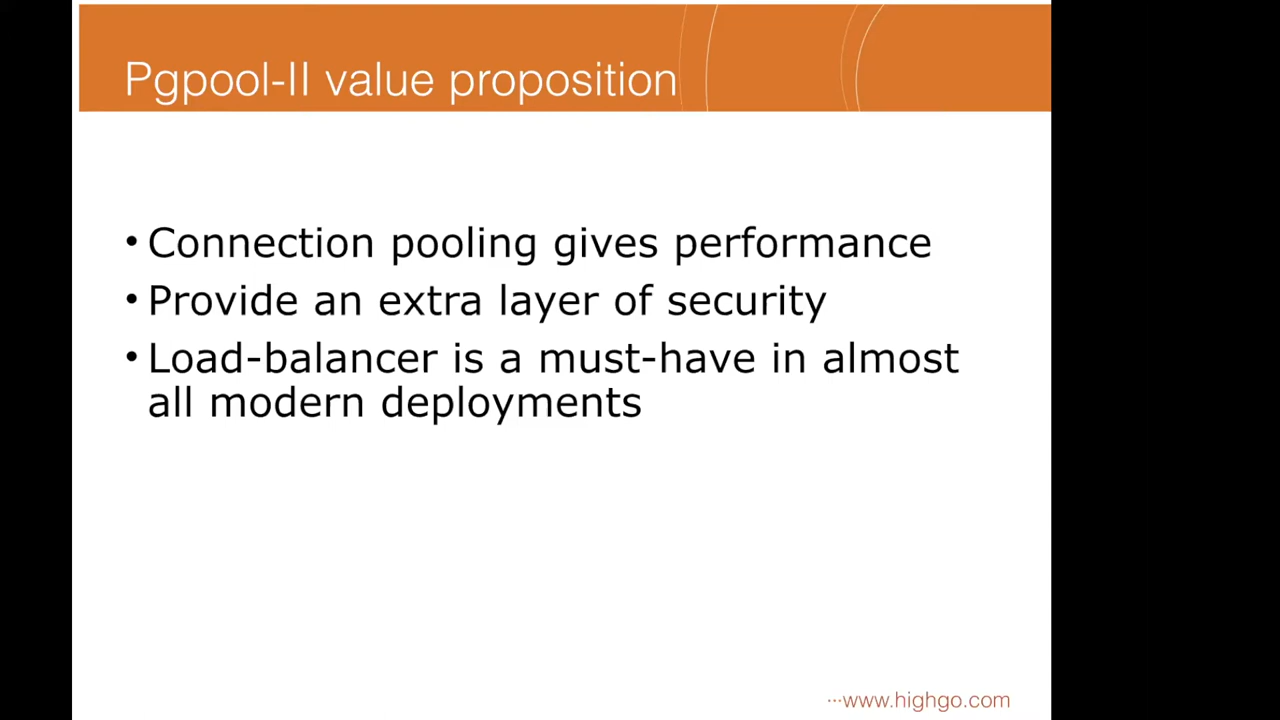 Pgpool-II value proposition
• Connection pooling gives performance
• Provide an extra layer of security
• Load-balancer is a must-have in almost
all modern deployments
···www.highgo.com